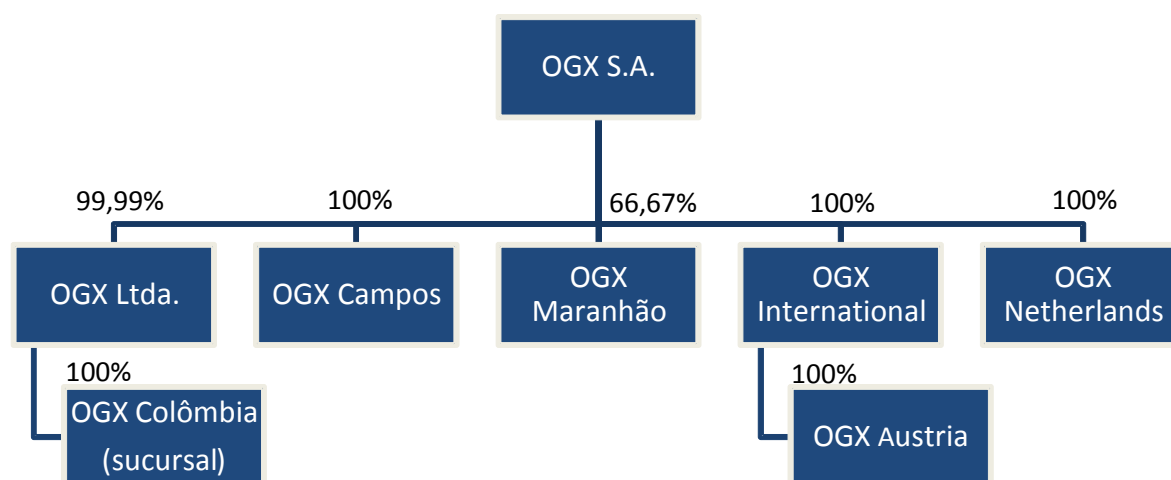 OGX S.A.
99,99%
100%
66,67%
100%
100%
OGX Ltda.
OGX Campos
OGX
Maranhão
OGX
International
OGX
Netherlands
100%
OGX Colômbia
(sucursal)
100%
OGX Austria